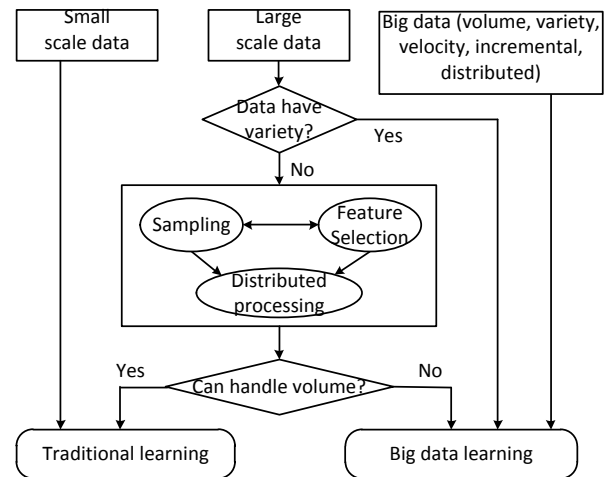 Small
scale data
Large
scale data
Big data (volume, variety,
velocity, incremental,
distributed)
Data have
variety?
Yes
No
Sampling
Feature
Selection
Distributed
processing
Yes
Can handle volume?
No
Traditional learning
Big data learning